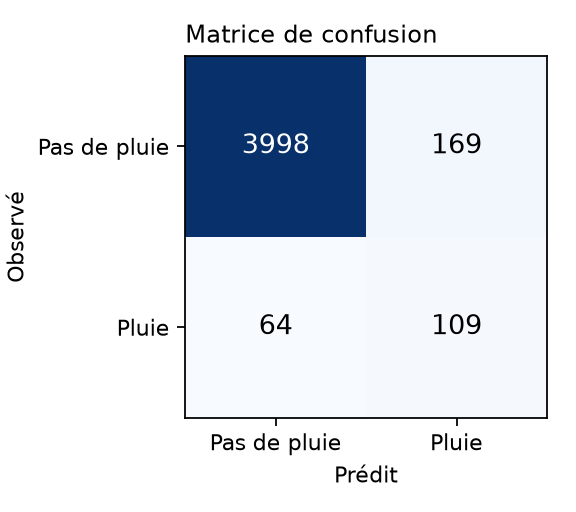 Matrice de confusion
Observé
Pas de pluie
3998
169
Pluie
64
109
Pas de pluie
Pluie
Prédit